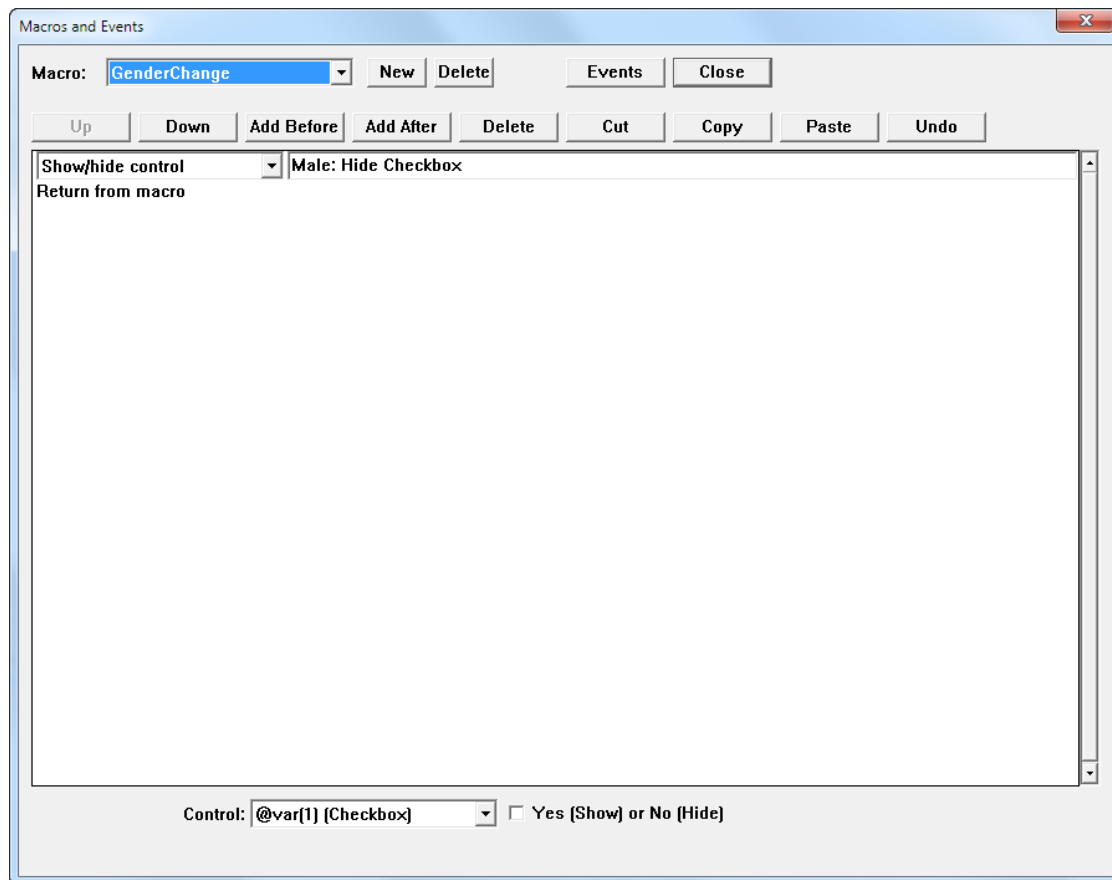 Macros and Events
Macro: GenderChange New Delete Events Close
Up Down Add Before Add After Delete Cut Copy Paste Undo
Show/hide control Male: Hide Checkbox
Return from macro
Control: @var(1) (Checkbox) Yes (Show) or No (Hide)